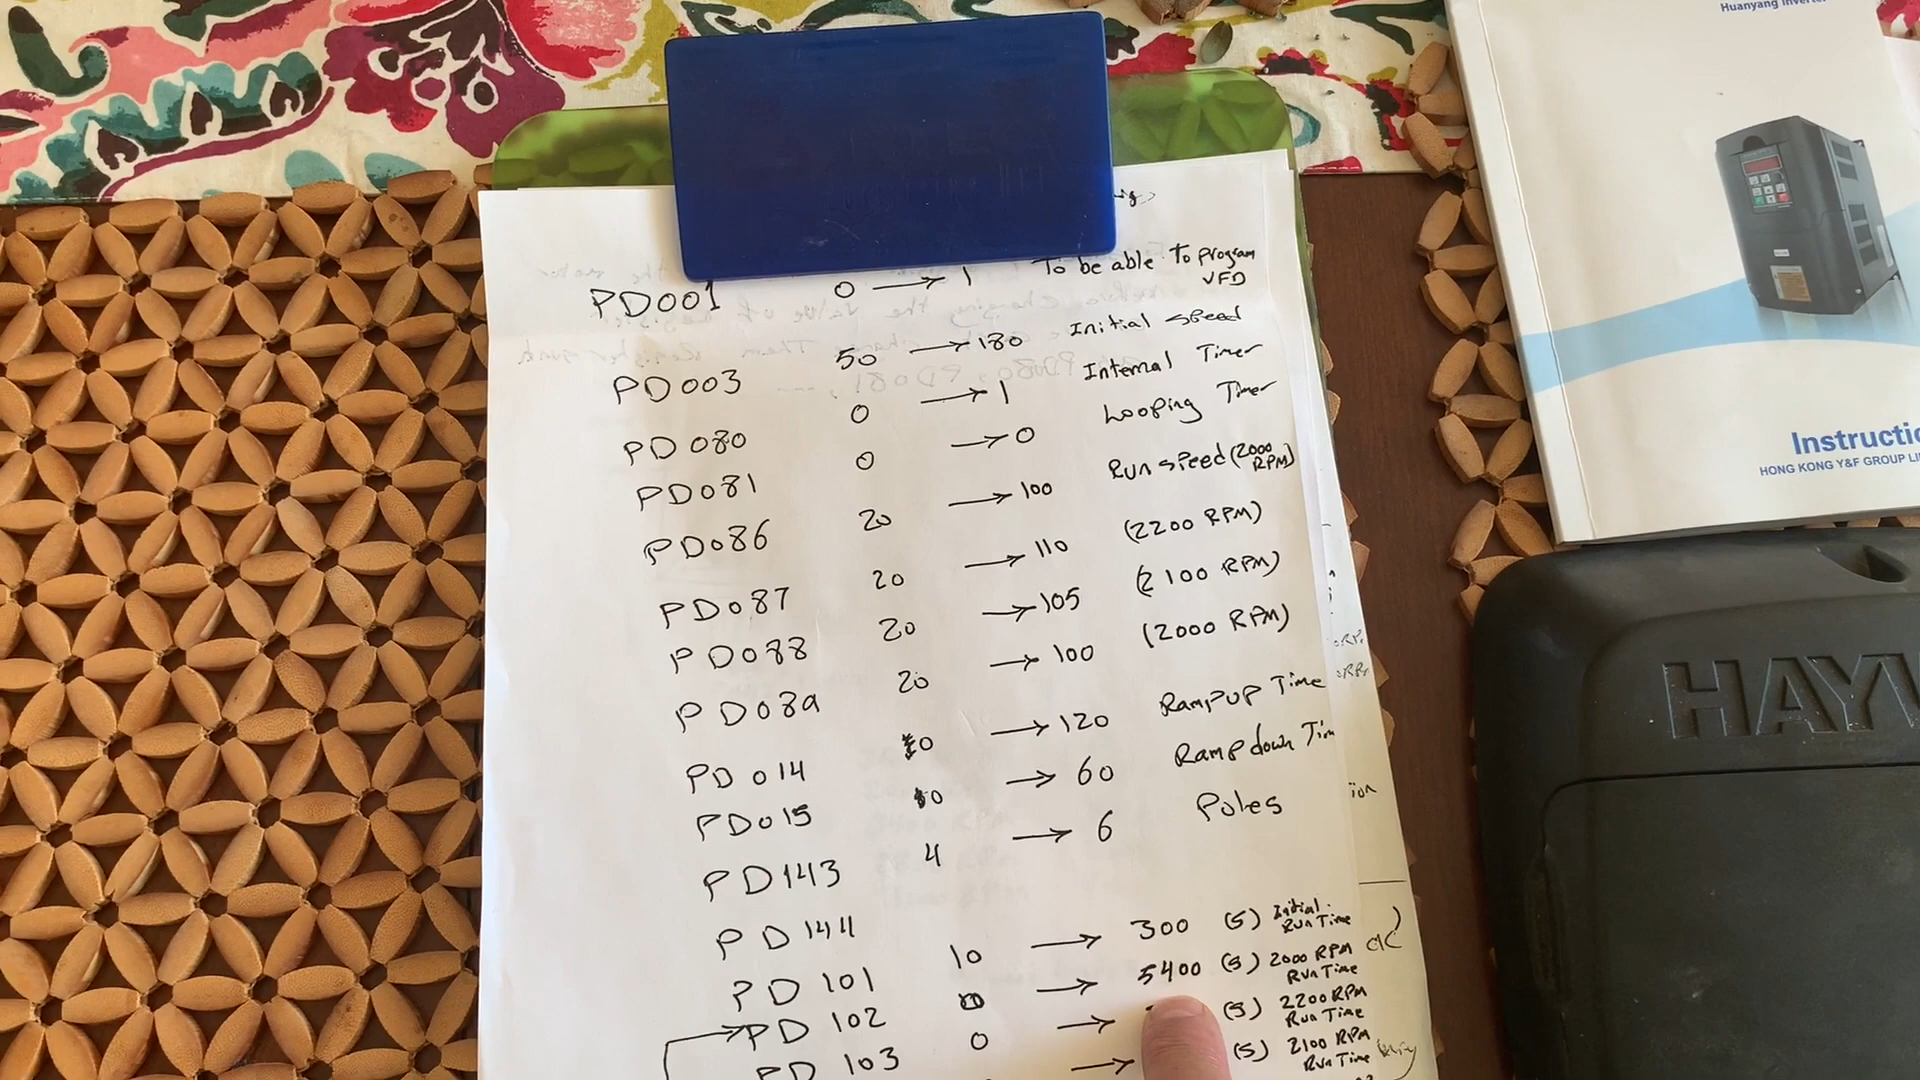 Huanyang Inverter
PD001 0 → 1 To be able To program VFD
PD003 50 → 180 Initial speed
PD080 0 → 1 Internal Timer
PD081 0 → 0 Looping Timer
PD086 20 → 100 Run speed (2000 RPM)
PD087 20 → 110 (2200 RPM)
PD088 20 → 105 (2100 RPM)
PD089 20 → 100 (2000 RPM)
PD014 → 120 Rampup Time
PD015 → 60 Rampdown Tim
PD143 4 → 6 Poles
PD144
PD101 10 → 300 (S) Initial Run Time
PD102 0 → 5400 (S) 2000 RPM Run Time
PD103 0 → (S) 2200 RPM Run Time
→ (S) 2100 RPM Run Time
Instructio
HONG KONG Y&F GROUP LI
HAYW